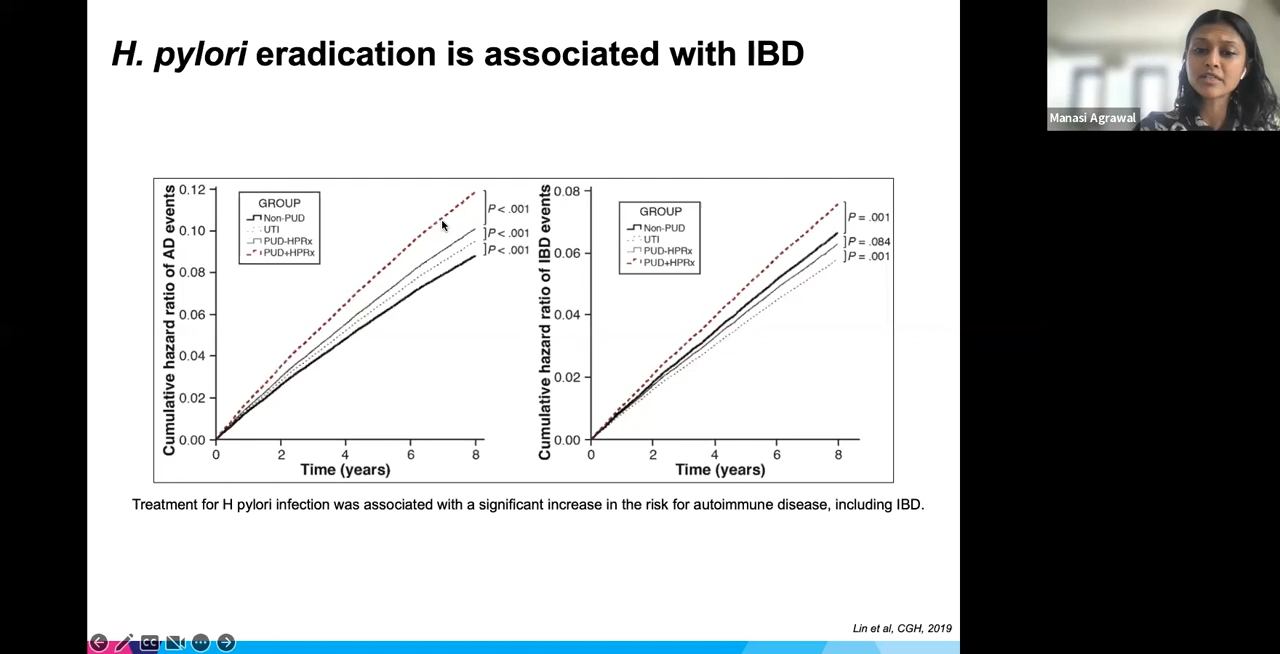 H. pylori eradication is associated with IBD
Manasi Agrawal
Cumulative hazard ratio of AD events
0.12
0.10
0.08
0.06
0.04
0.02
0.00
GROUP
Non-PUD
UTI
PUD-HPRx
PUD+HPRx
P < .001
P < .001
P < .001
0 2 4 6 8
Time (years)
Cumulative hazard ratio of IBD events
0.08
0.06
0.04
0.02
0.00
GROUP
Non-PUD
UTI
PUD-HPRx
PUD+HPRx
P = .001
P = .084
P = .001
0 2 4 6 8
Time (years)
Treatment for H pylori infection was associated with a significant increase in the risk for autoimmune disease, including IBD.
Lin et al, CGH, 2019
CC